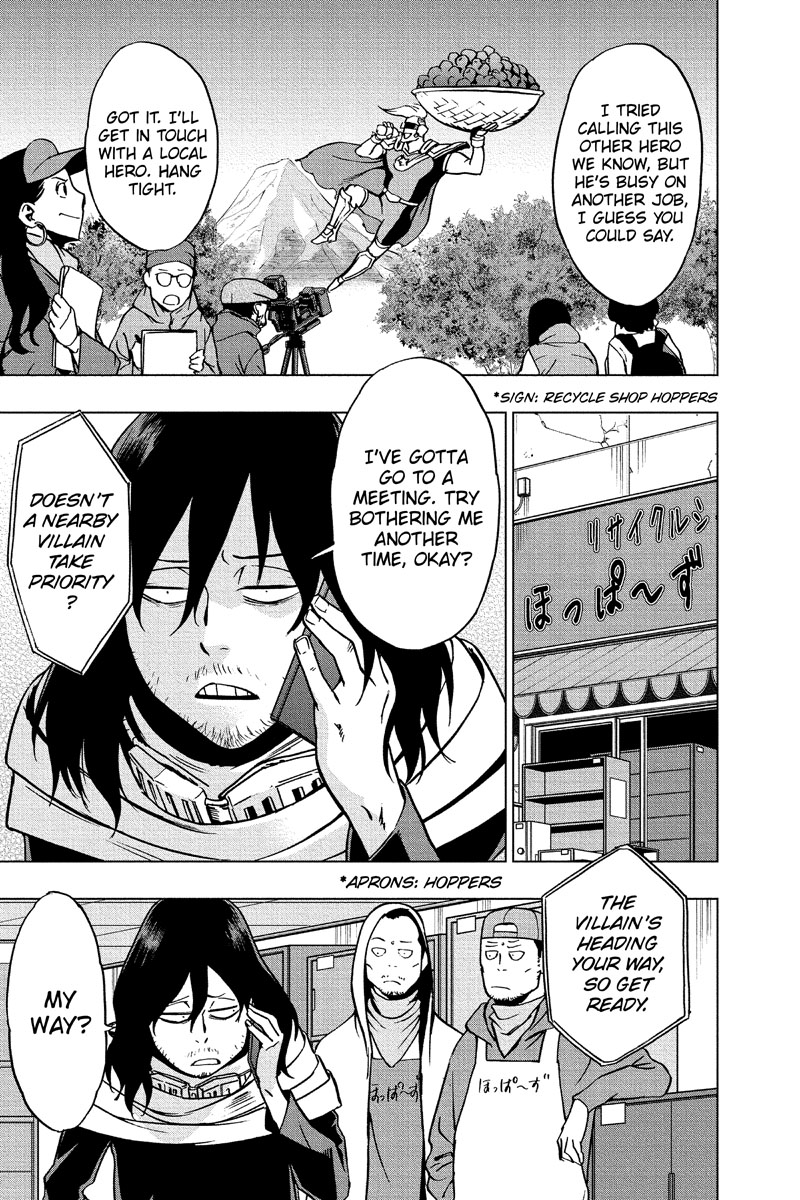 I TRIED
CALLING THIS
OTHER HERO
WE KNOW, BUT
HE'S BUSY ON
ANOTHER JOB,
I GUESS YOU
COULD SAY.
GOT IT. I'LL
GET IN TOUCH
WITH A LOCAL
HERO. HANG
TIGHT.
*SIGN: RECYCLE SHOP HOPPERS
リサイクルシ
ほっぱ〜ず
I'VE GOTTA
GO TO A
MEETING. TRY
BOTHERING ME
ANOTHER
TIME, OKAY?
DOESN'T
A NEARBY
VILLAIN
TAKE
PRIORITY
?
*APRONS: HOPPERS
THE
VILLAIN'S
HEADING
YOUR WAY,
SO GET
READY.
ほっぱ〜ず
ほっぱ〜ず
MY
WAY?